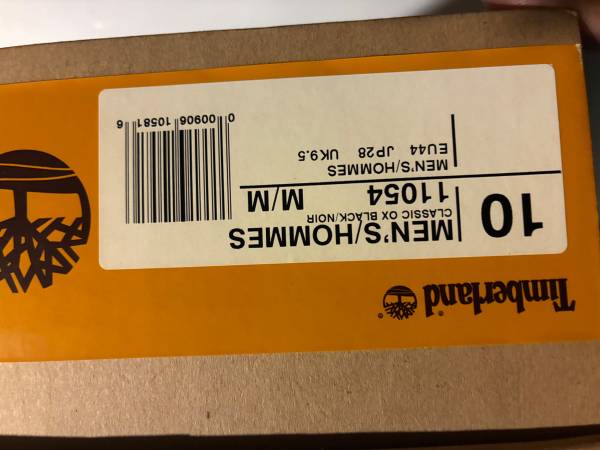 Timberland ®
10
MEN'S/HOMMES
CLASSIC OX BLACK/NOIR
11054 M/M
MEN'S/HOMMES
EU44 JP28 UK9.5
0 00906 10581 6
®